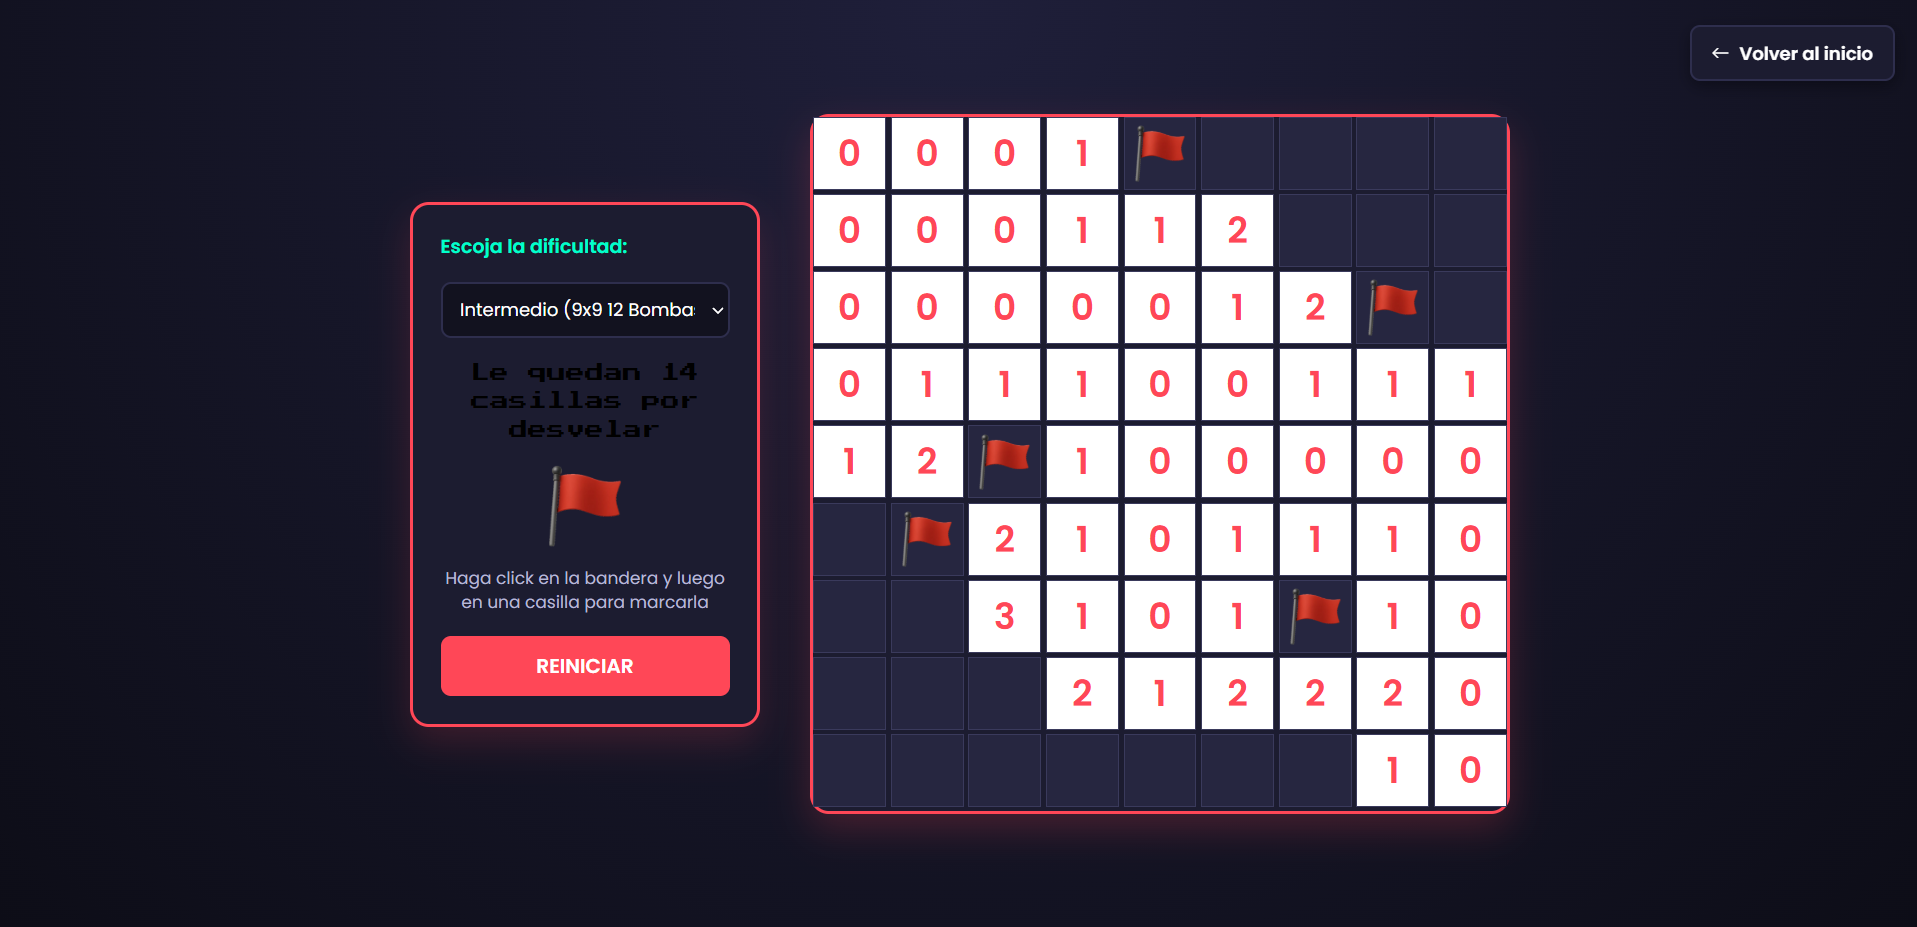 ← Volver al inicio
Escoja la dificultad:
Intermedio (9x9 12 Bombas
Le quedan 14
casillas por
desvelar
Haga click en la bandera y luego
en una casilla para marcarla
REINICIAR
0 0 0 1
0 0 0 1 1 2
0 0 0 0 0 1 2
0 1 1 1 0 0 1 1 1
1 2 1 0 0 0 0 0
2 1 0 1 1 1 0
3 1 0 1 1 0
2 1 2 2 2 0
1 0